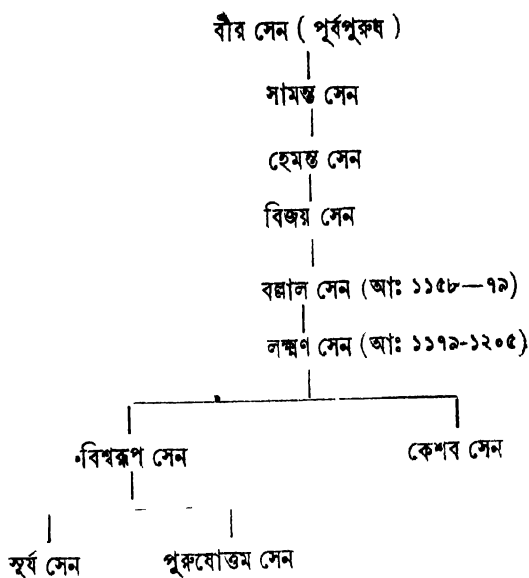 বীর সেন ( পূর্বপুরুষ )
সামন্ত সেন
হেমন্ত সেন
বিজয় সেন
বল্লাল সেন (আঃ ১১৫৮—৭৯)
লক্ষ্মণ সেন (আঃ ১১৭৯-১২০৫)
বিশ্বরূপ সেন কেশব সেন
সূর্য সেন পুরুষোত্তম সেন